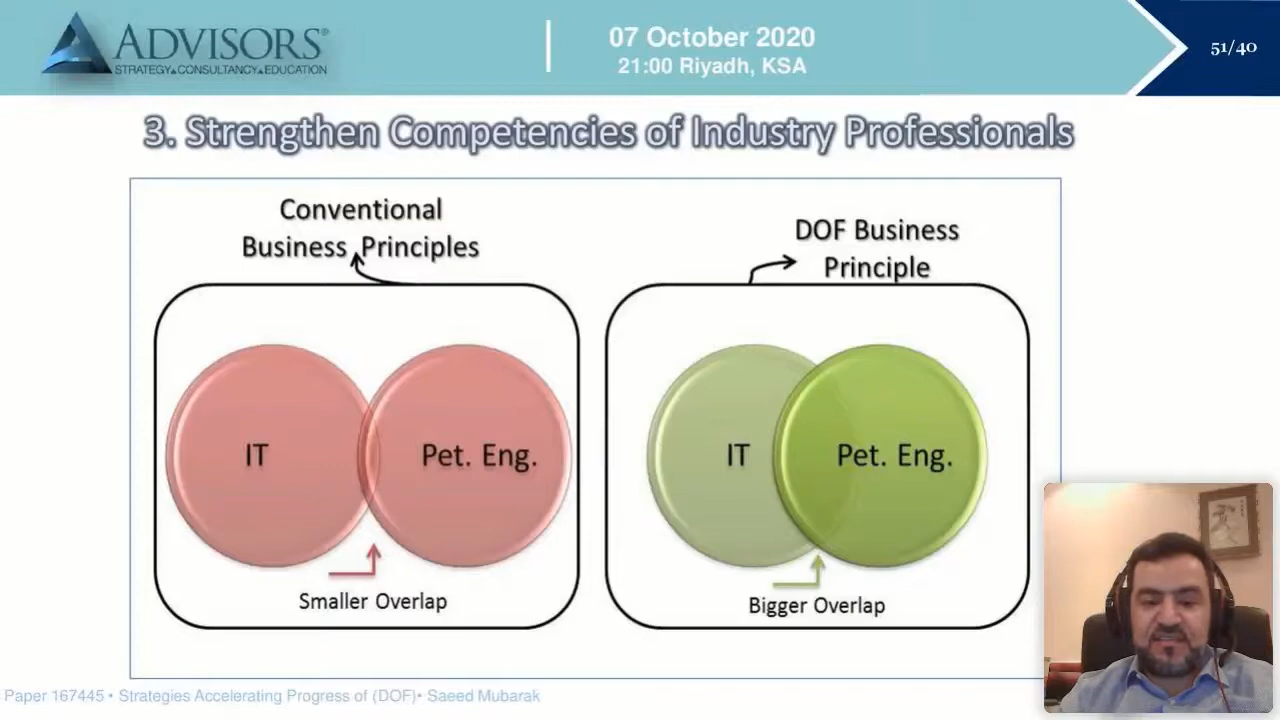 ADVISORS®
STRATEGY▲CONSULTANCY▲EDUCATION
07 October 2020
21:00 Riyadh, KSA
51/40
3. Strengthen Competencies of Industry Professionals
Conventional
Business Principles
DOF Business
Principle
IT
Pet. Eng.
IT
Pet. Eng.
Smaller Overlap
Bigger Overlap
Paper 167445 • Strategies Accelerating Progress of (DOF)• Saeed Mubarak